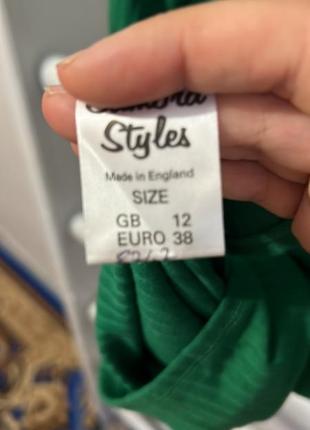 Styles
Made in England
SIZE
GB 12
EURO 38